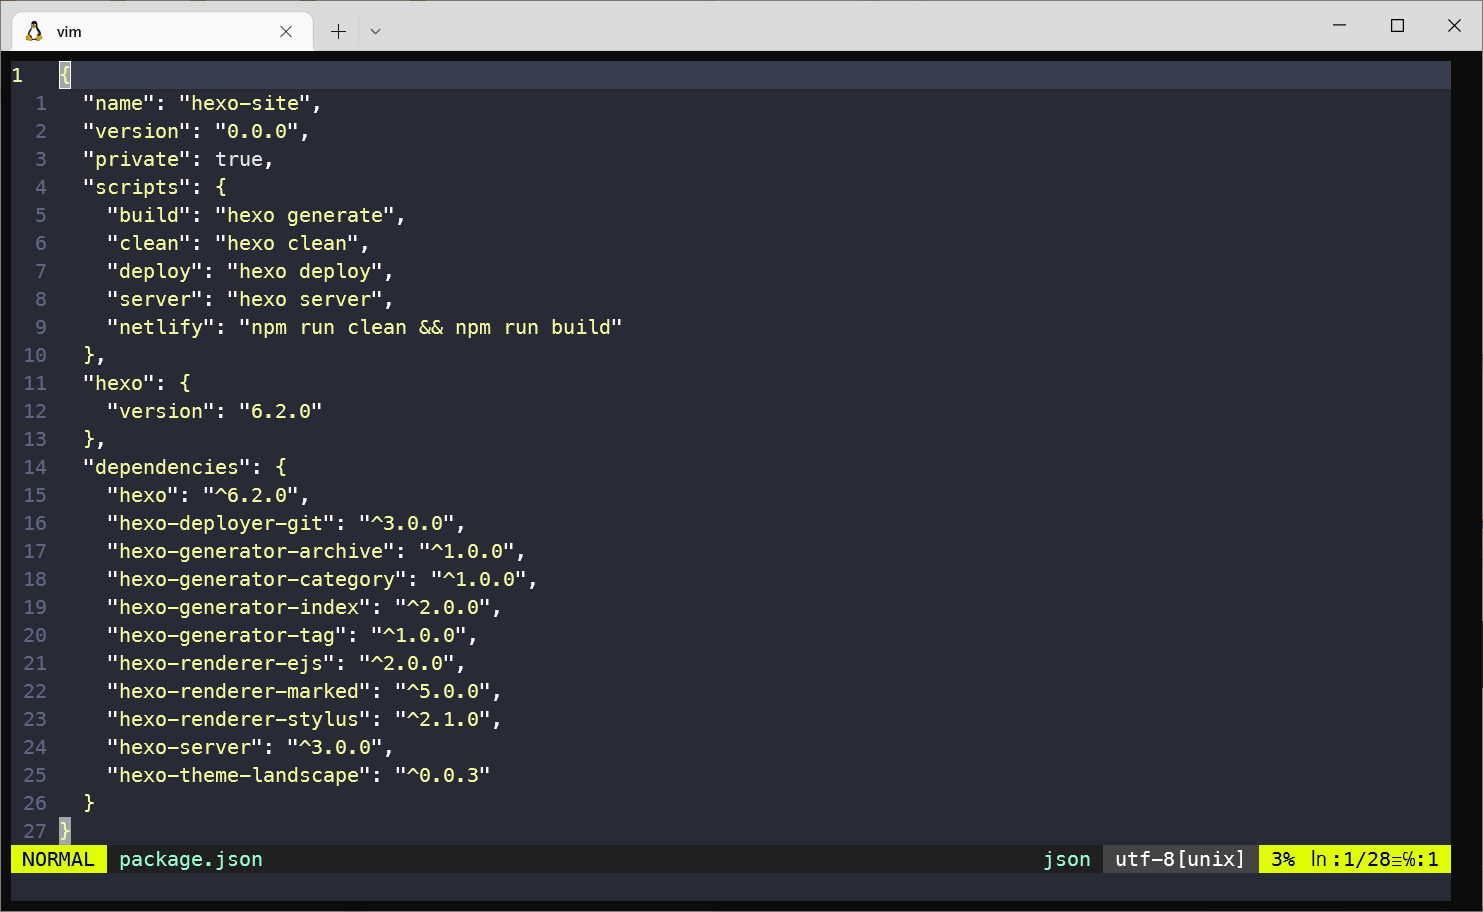 vim
1 {
1 "name": "hexo-site",
2 "version": "0.0.0",
3 "private": true,
4 "scripts": {
5 "build": "hexo generate",
6 "clean": "hexo clean",
7 "deploy": "hexo deploy",
8 "server": "hexo server",
9 "netlify": "npm run clean && npm run build"
10 },
11 "hexo": {
12 "version": "6.2.0"
13 },
14 "dependencies": {
15 "hexo": "^6.2.0",
16 "hexo-deployer-git": "^3.0.0",
17 "hexo-generator-archive": "^1.0.0",
18 "hexo-generator-category": "^1.0.0",
19 "hexo-generator-index": "^2.0.0",
20 "hexo-generator-tag": "^1.0.0",
21 "hexo-renderer-ejs": "^2.0.0",
22 "hexo-renderer-marked": "^5.0.0",
23 "hexo-renderer-stylus": "^2.1.0",
24 "hexo-server": "^3.0.0",
25 "hexo-theme-landscape": "^0.0.3"
26 }
27 }
NORMAL package.json json utf-8[unix] 3% ln :1/28≡℅:1